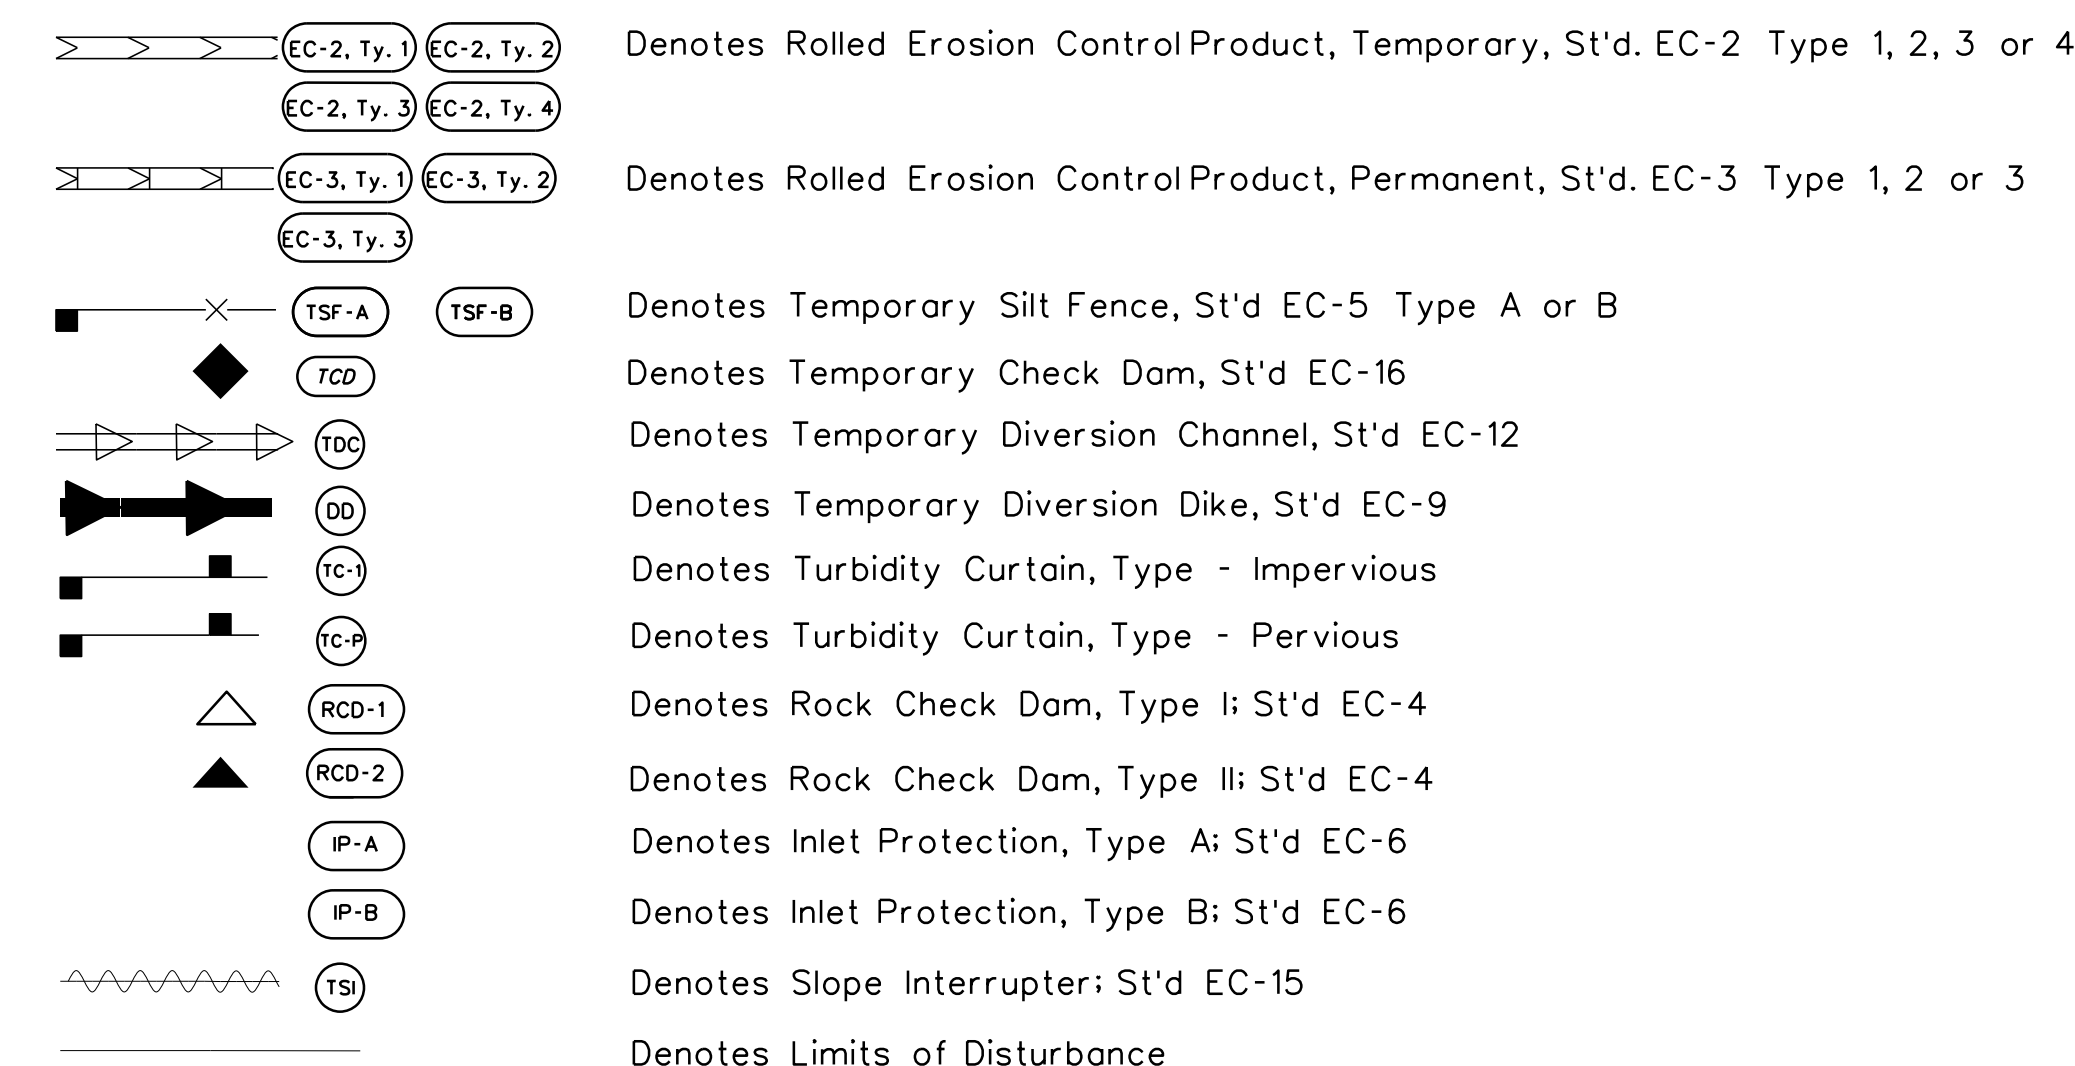 EC-2, Ty. 1 EC-2, Ty. 2 Denotes Rolled Erosion Control Product, Temporary, St'd. EC-2 Type 1, 2, 3 or 4
EC-2, Ty. 3 EC-2, Ty. 4
EC-3, Ty. 1 EC-3, Ty. 2 Denotes Rolled Erosion Control Product, Permanent, St'd. EC-3 Type 1, 2 or 3
EC-3, Ty. 3
TSF-A TSF-B Denotes Temporary Silt Fence, St'd EC-5 Type A or B
TCD Denotes Temporary Check Dam, St'd EC-16
TDC Denotes Temporary Diversion Channel, St'd EC-12
DD Denotes Temporary Diversion Dike, St'd EC-9
TC-1 Denotes Turbidity Curtain, Type - Impervious
TC-P Denotes Turbidity Curtain, Type - Pervious
RCD-1 Denotes Rock Check Dam, Type I; St'd EC-4
RCD-2 Denotes Rock Check Dam, Type II; St'd EC-4
IP-A Denotes Inlet Protection, Type A; St'd EC-6
IP-B Denotes Inlet Protection, Type B; St'd EC-6
TSI Denotes Slope Interrupter; St'd EC-15
Denotes Limits of Disturbance